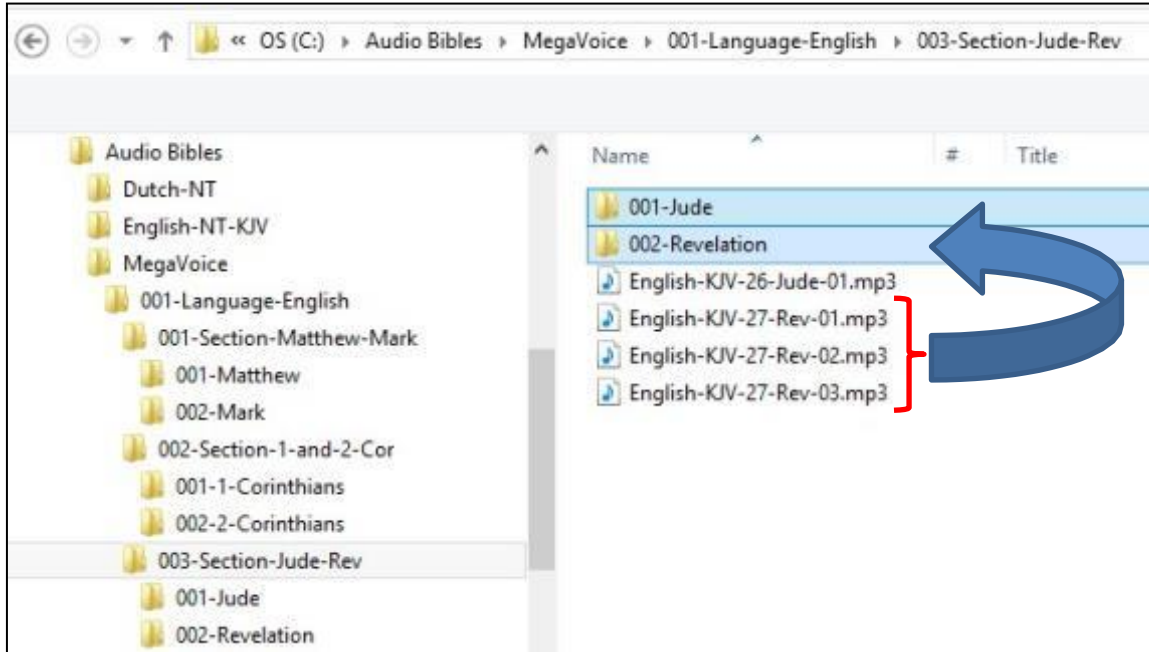 « OS (C:) ▸ Audio Bibles ▸ MegaVoice ▸ 001-Language-English ▸ 003-Section-Jude-Rev
Audio Bibles
Dutch-NT
English-NT-KJV
MegaVoice
001-Language-English
001-Section-Matthew-Mark
001-Matthew
002-Mark
002-Section-1-and-2-Cor
001-1-Corinthians
002-2-Corinthians
003-Section-Jude-Rev
001-Jude
002-Revelation
Name # Title
001-Jude
002-Revelation
English-KJV-26-Jude-01.mp3
English-KJV-27-Rev-01.mp3
English-KJV-27-Rev-02.mp3
English-KJV-27-Rev-03.mp3